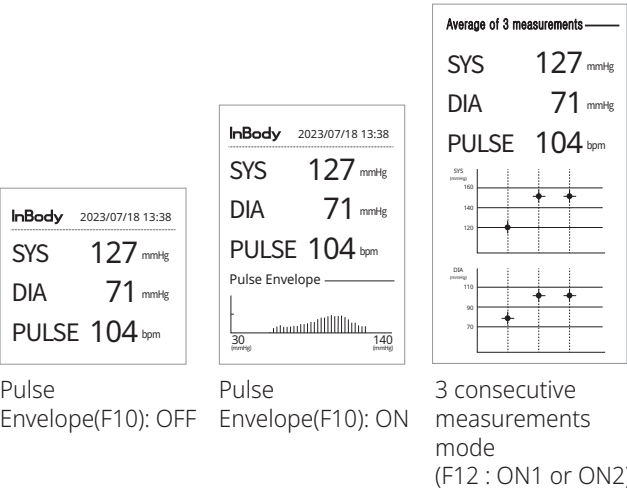 InBody 2023/07/18 13:38
SYS 127 mmHg
DIA 71 mmHg
PULSE 104 bpm
Pulse
Envelope(F10): OFF
InBody 2023/07/18 13:38
SYS 127 mmHg
DIA 71 mmHg
PULSE 104 bpm
Pulse Envelope
30 140
(mmHg) (mmHg)
Pulse
Envelope(F10): ON
Average of 3 measurements
SYS 127 mmHg
DIA 71 mmHg
PULSE 104 bpm
SYS
(mmHg)
160
140
120
DIA
(mmHg)
110
90
70
3 consecutive
measurements
mode
(F12 : ON1 or ON2)